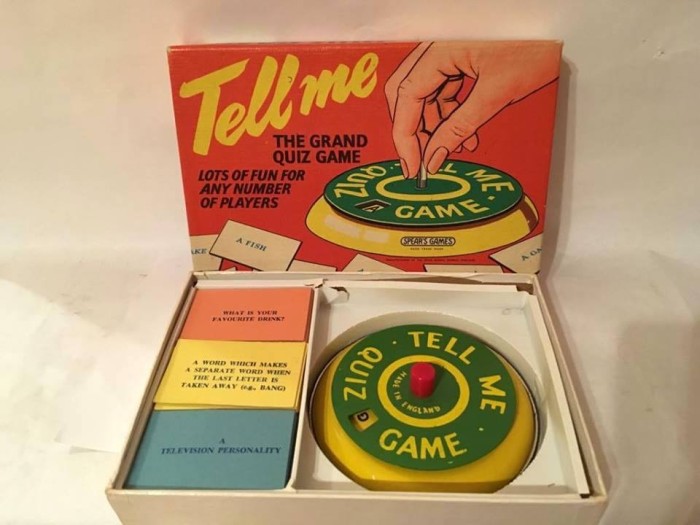 Tell me
THE GRAND
QUIZ GAME
LOTS OF FUN FOR
ANY NUMBER
OF PLAYERS
QUIZ · TELL ME ·
GAME
A
SPEAR'S GAMES
AKE
A FISH
A GA
WHAT IS YOUR
FAVOURITE DRINK?
A WORD WHICH MAKES
A SEPARATE WORD WHEN
THE LAST LETTER IS
TAKEN AWAY (e.g., BANG)
A
TELEVISION PERSONALITY
QUIZ · TELL ME ·
GAME
MADE IN ENGLAND